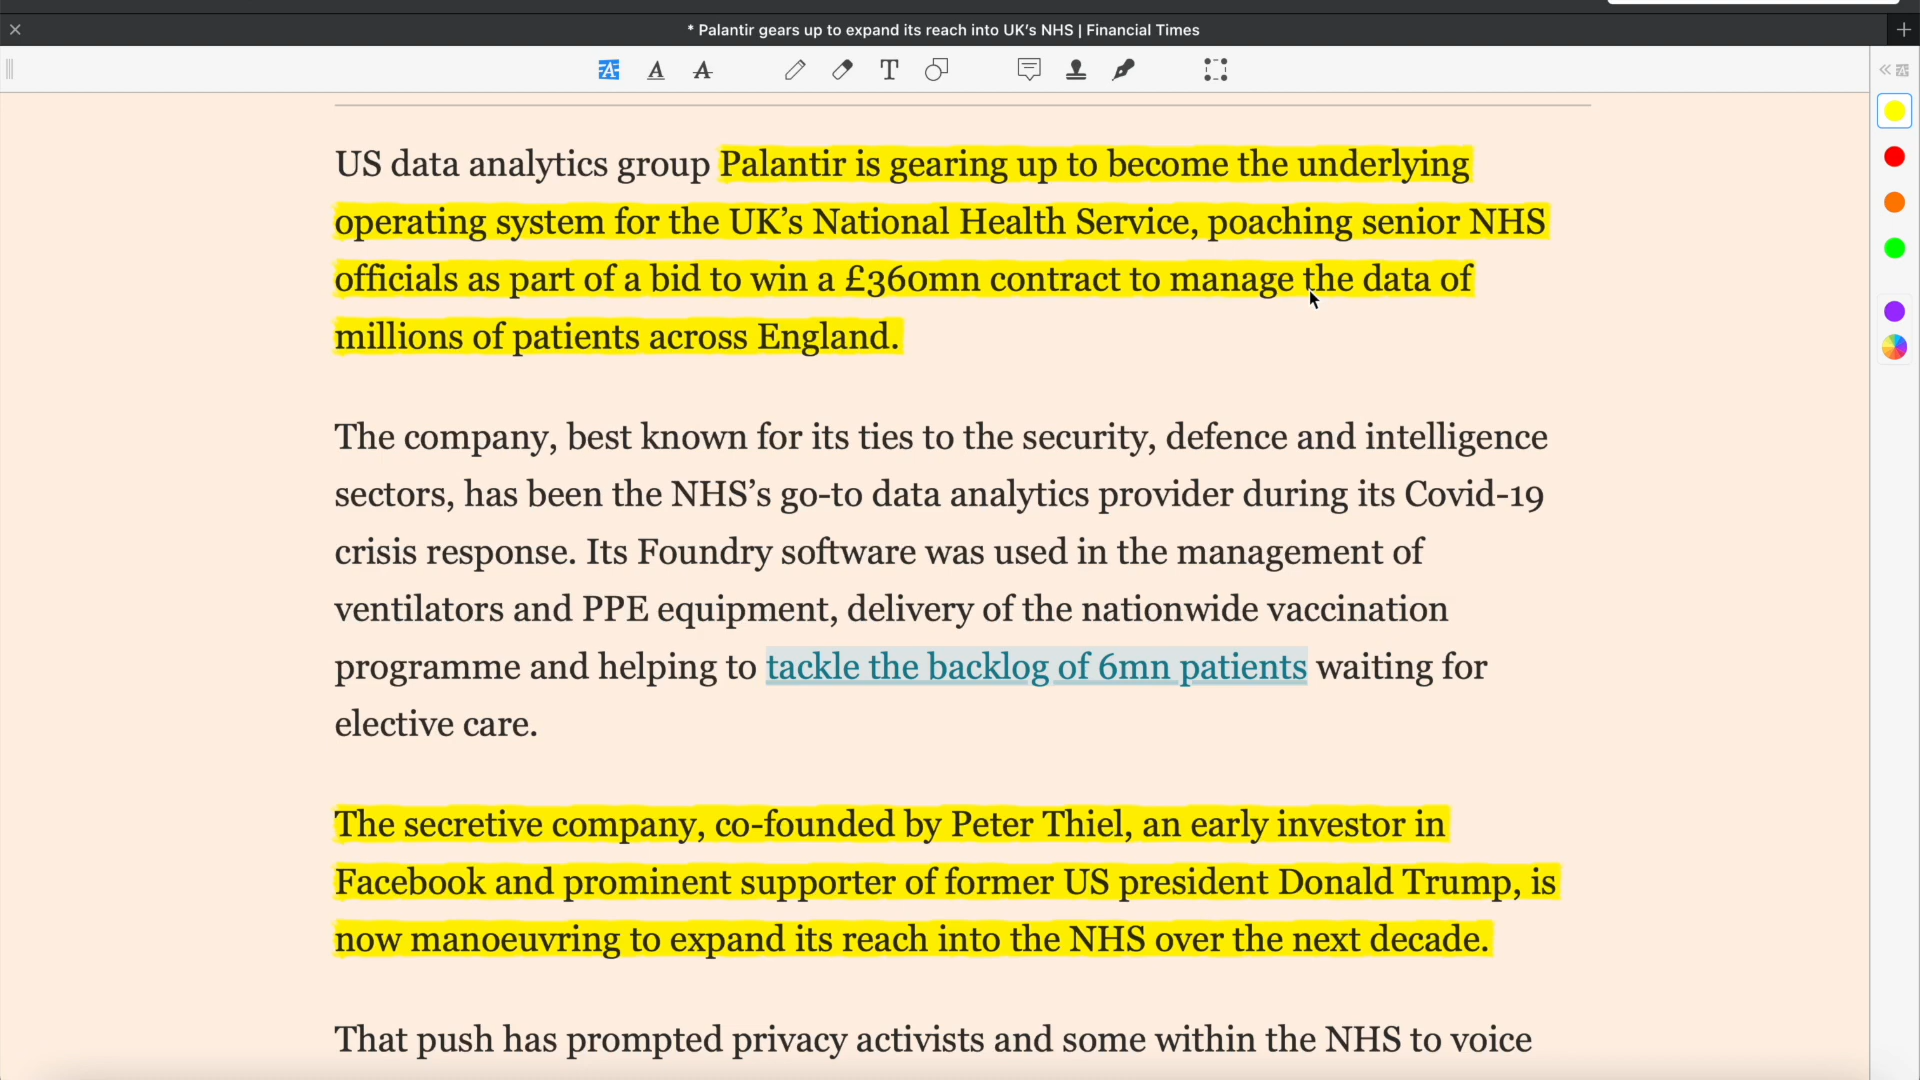 * Palantir gears up to expand its reach into UK's NHS | Financial Times
US data analytics group Palantir is gearing up to become the underlying
operating system for the UK’s National Health Service, poaching senior NHS
officials as part of a bid to win a £360mn contract to manage the data of
millions of patients across England.
The company, best known for its ties to the security, defence and intelligence
sectors, has been the NHS’s go-to data analytics provider during its Covid-19
crisis response. Its Foundry software was used in the management of
ventilators and PPE equipment, delivery of the nationwide vaccination
programme and helping to tackle the backlog of 6mn patients waiting for
elective care.
The secretive company, co-founded by Peter Thiel, an early investor in
Facebook and prominent supporter of former US president Donald Trump, is
now manoeuvring to expand its reach into the NHS over the next decade.
That push has prompted privacy activists and some within the NHS to voice